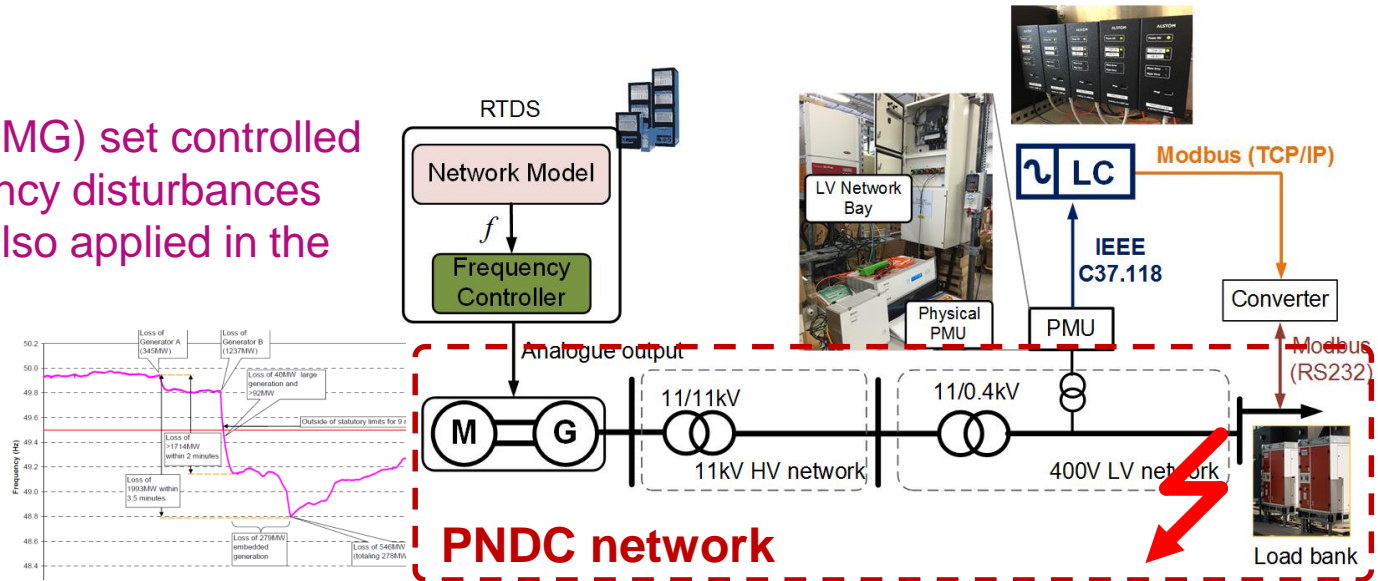 MG) set controlled
ncy disturbances
also applied in the
RTDS
Network Model
f
Frequency
Controller
Analogue output
LV Network
Bay
Physical
PMU
ALSTOM
ALSTOM
ALSTOM
ALSTOM
LC
Modbus (TCP/IP)
IEEE
C37.118
PMU
Converter
Modbus
(RS232)
M
G
11/11kV
11kV HV network
11/0.4kV
400V LV network
Load bank
PNDC network
Frequency (Hz)
50.2
50.0
49.8
49.6
49.4
49.2
49.0
48.8
48.6
48.4
Loss of
Generator A
(345MW)
Loss of
Generator B
(1237MW)
Loss of 40MW large
generation and
>92MW
Outside of statutory limits for 9
Loss of
>1714MW
within 2 minutes
Loss of
1993MW within
3.5 minutes
Loss of 279MW
embedded
generation
Loss of 546MW
(totaling 278MW